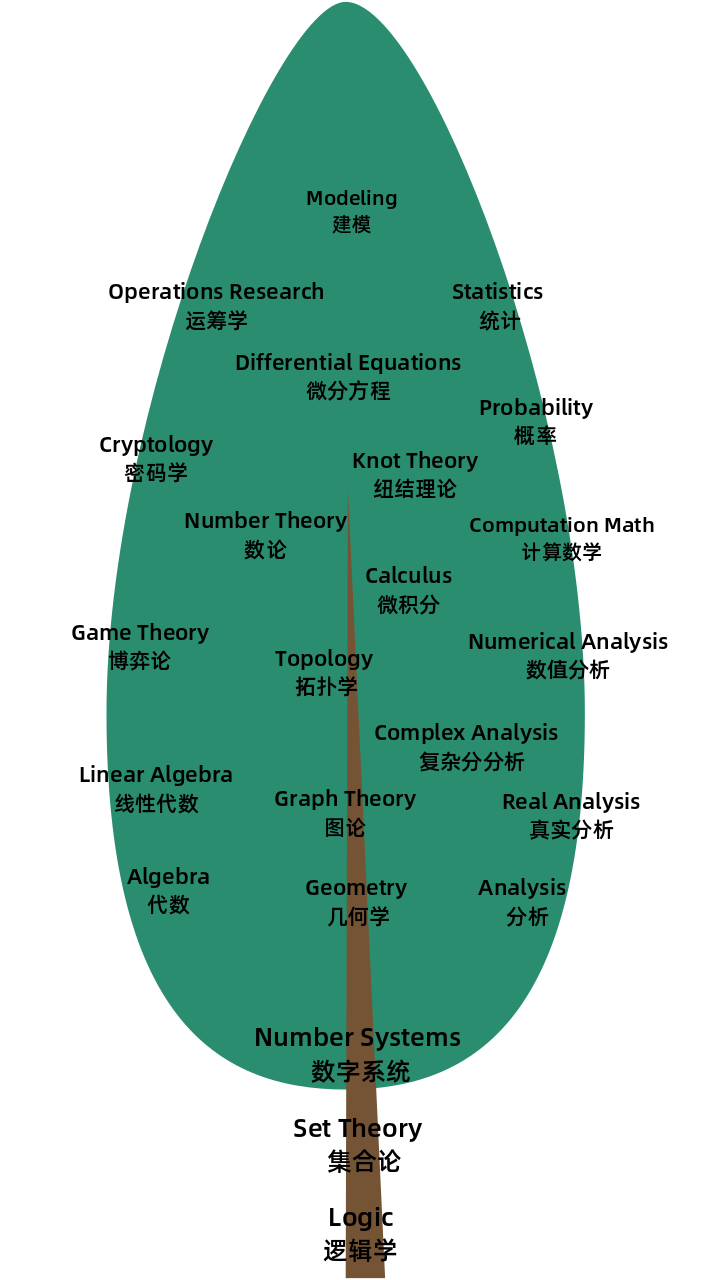 Modeling
建模
Operations Research
运筹学
Statistics
统计
Differential Equations
微分方程
Probability
概率
Cryptology
密码学
Knot Theory
纽结理论
Number Theory
数论
Computation Math
计算数学
Calculus
微积分
Game Theory
博弈论
Numerical Analysis
数值分析
Topology
拓扑学
Complex Analysis
复杂分分析
Linear Algebra
线性代数
Graph Theory
图论
Real Analysis
真实分析
Algebra
代数
Geometry
几何学
Analysis
分析
Number Systems
数字系统
Set Theory
集合论
Logic
逻辑学